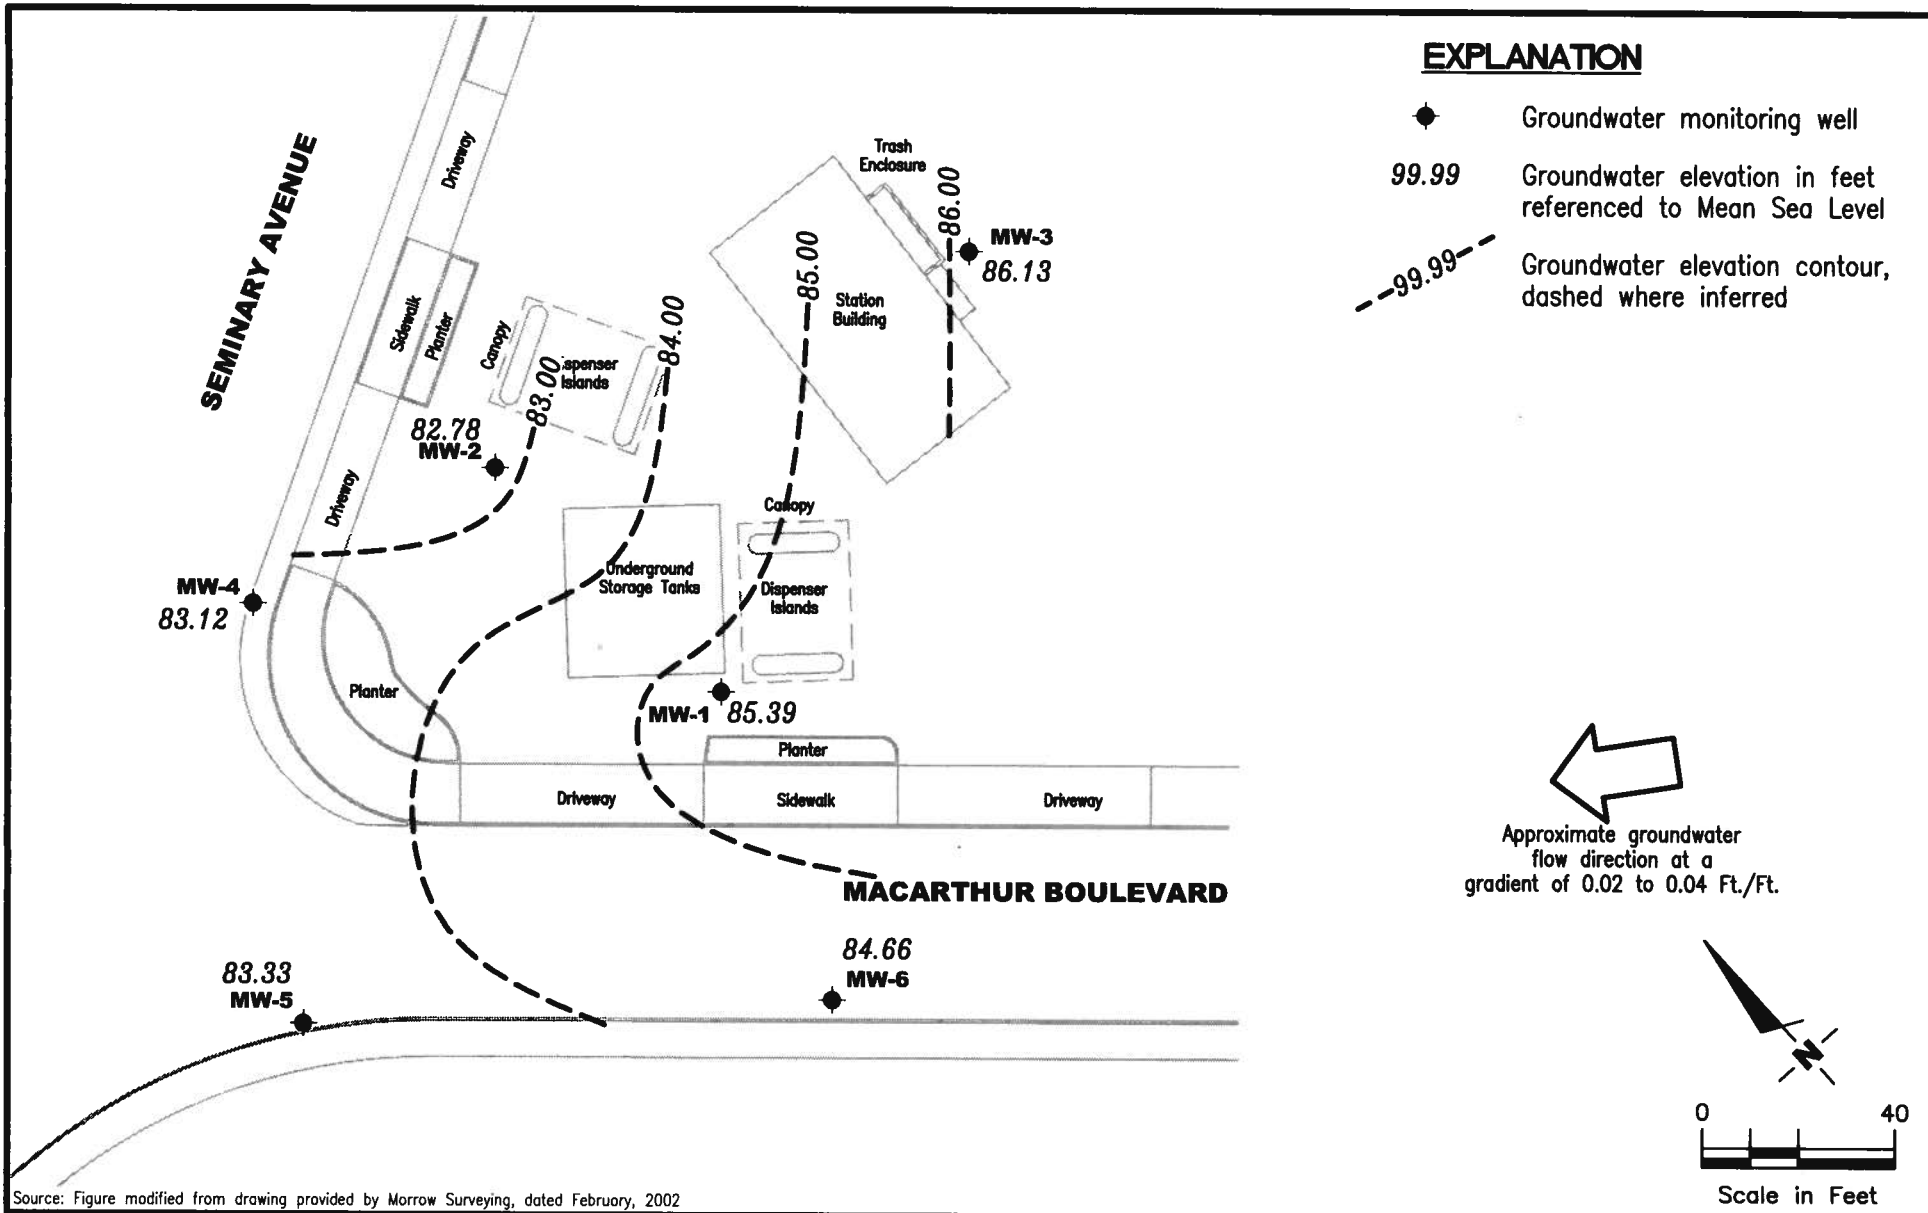 EXPLANATION
Groundwater monitoring well
99.99
Groundwater elevation in feet
referenced to Mean Sea Level
99.99
Groundwater elevation contour,
dashed where inferred
SEMINARY AVENUE
Driveway
Sidewalk
Planter
Driveway
Canopy
spenser
Islands
83.00
84.00
85.00
86.00
Trash
Enclosure
Station
Building
MW-3
86.13
82.78
MW-2
Canopy
Underground
Storage Tanks
Dispenser
Islands
MW-4
83.12
Planter
MW-1 85.39
Planter
Driveway
Sidewalk
Driveway
MACARTHUR BOULEVARD
83.33
MW-5
84.66
MW-6
Approximate groundwater
flow direction at a
gradient of 0.02 to 0.04 Ft./Ft.
N
0 40
Scale in Feet
Source: Figure modified from drawing provided by Morrow Surveying, dated February, 2002